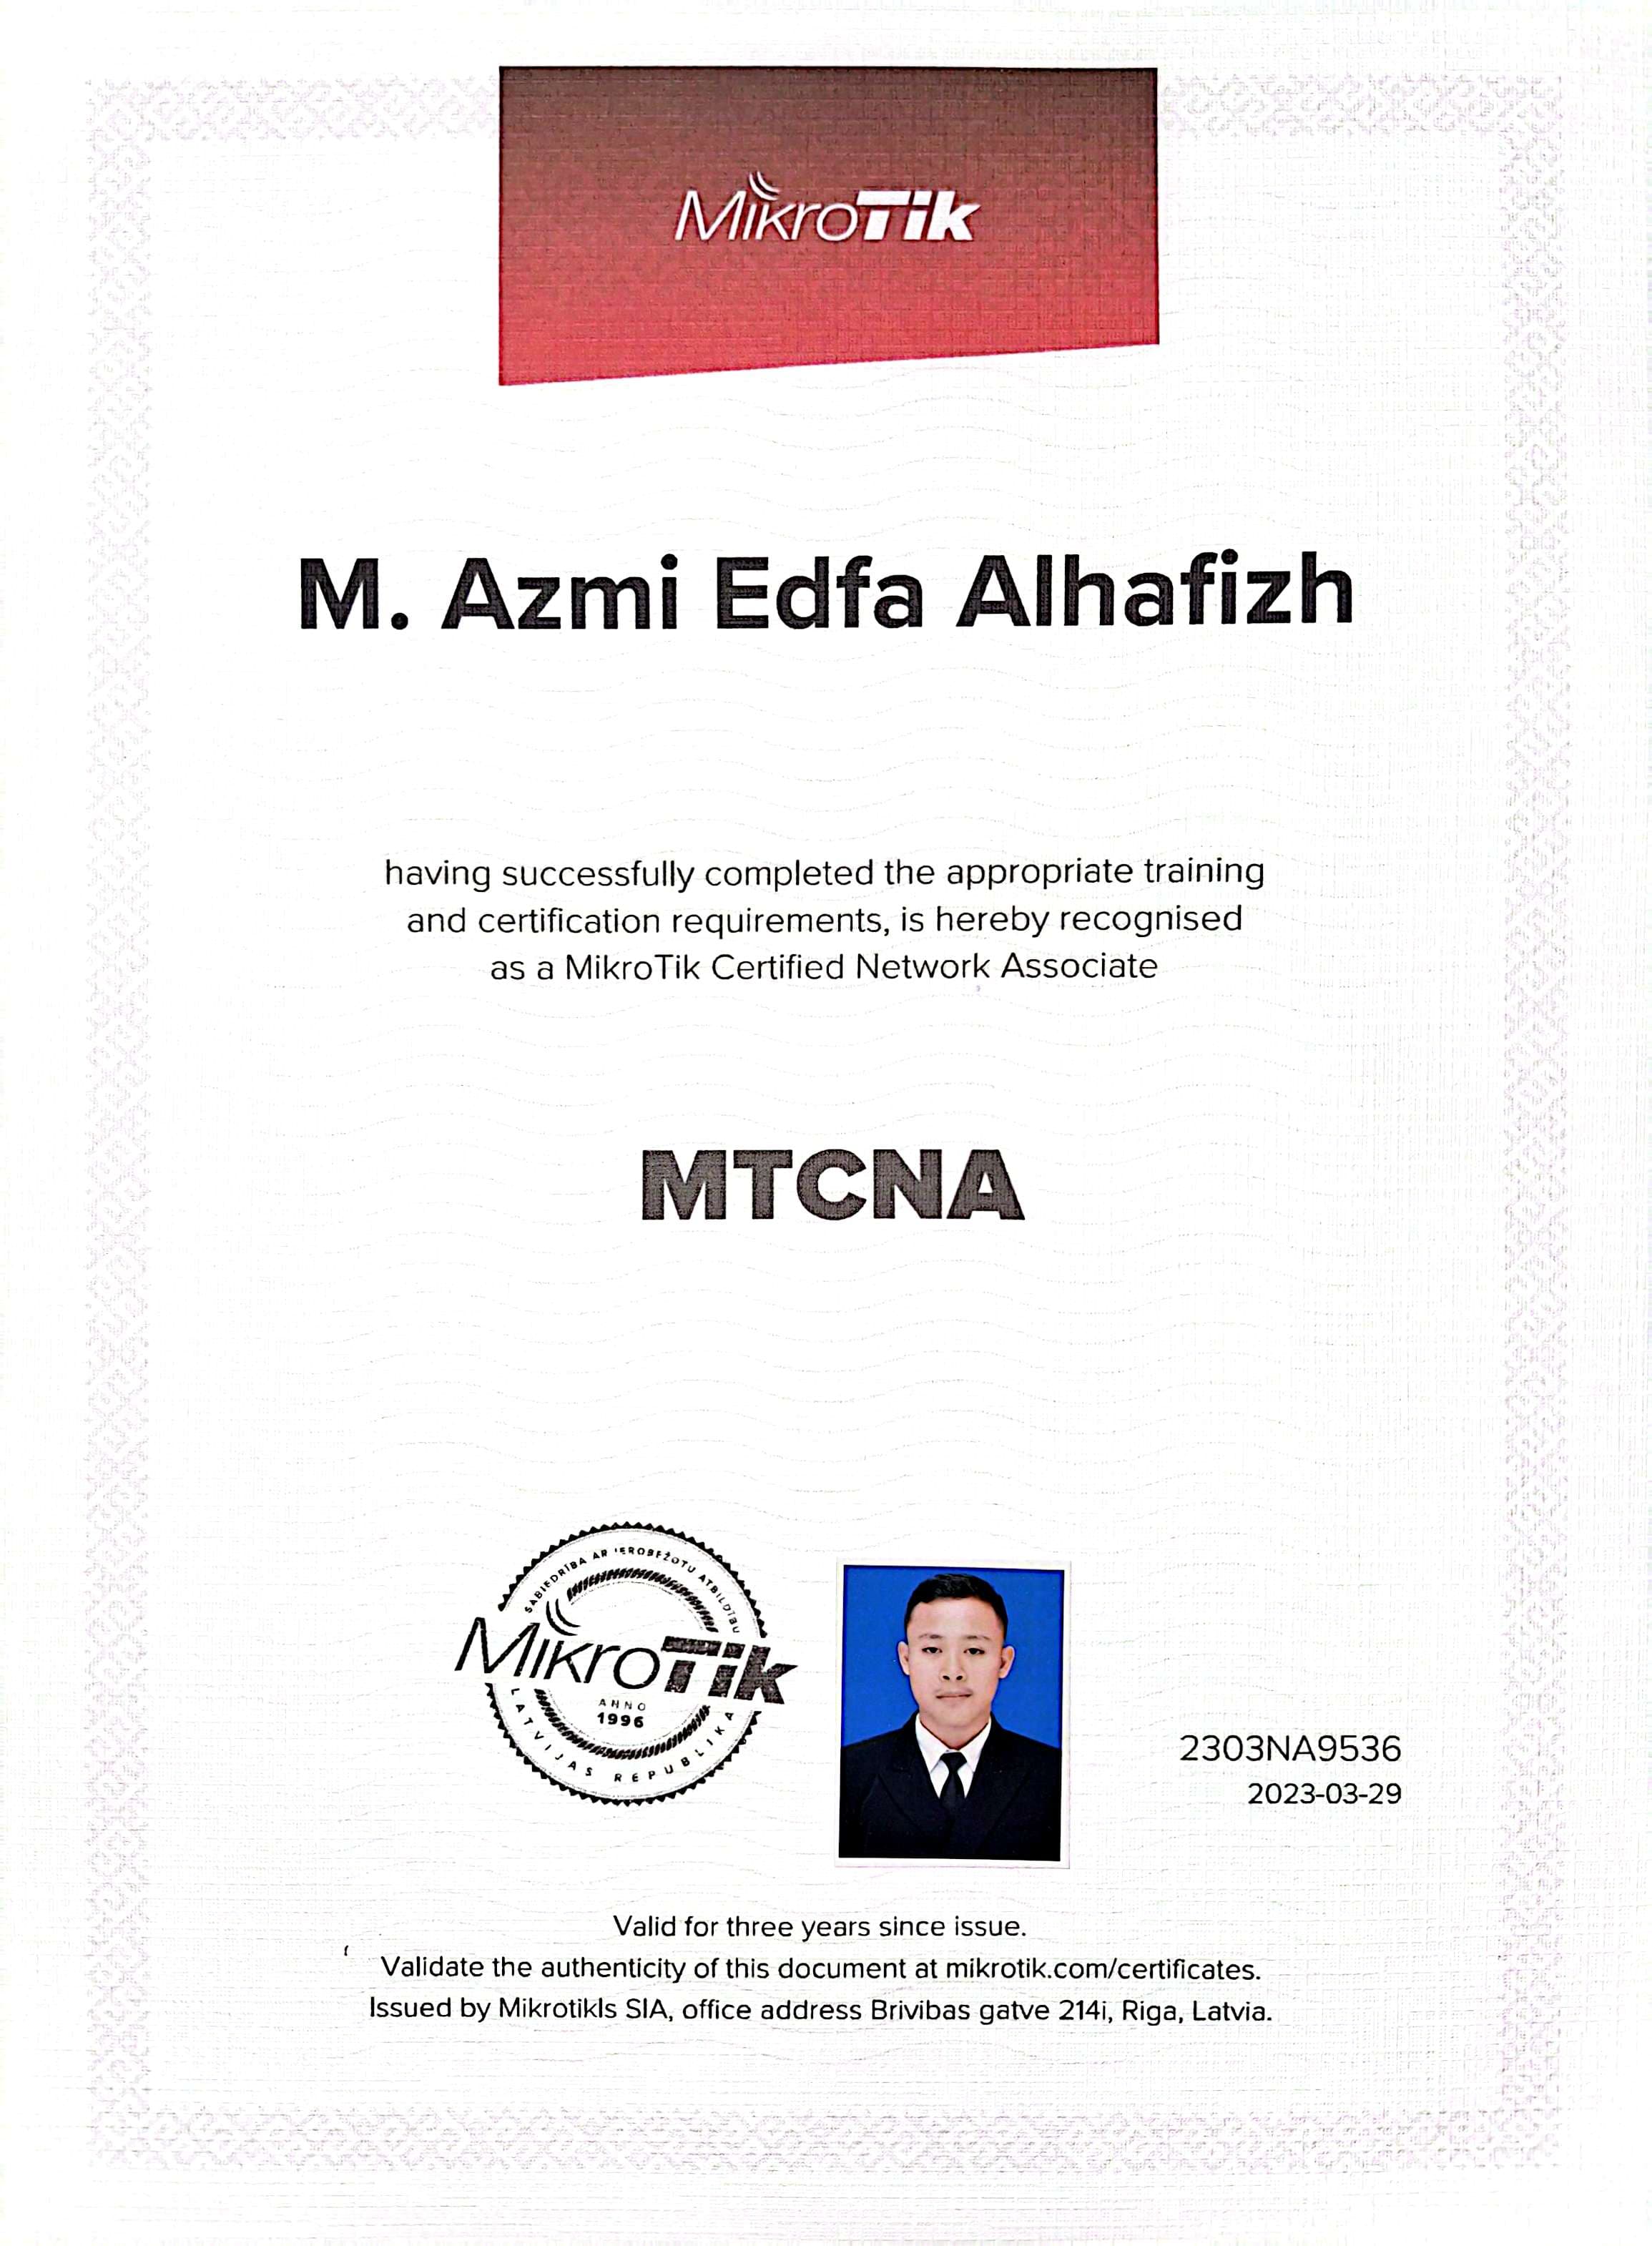 MikroTik
M. Azmi Edfa Alhafizh
having successfully completed the appropriate training
and certification requirements, is hereby recognised
as a MikroTik Certified Network Associate
MTCNA
SABIEDRĪBA AR IEROBEŽOTU ATBILDĪBU
MikroTik
ANNO
1996
LATVIJAS REPUBLIKA
2303NA9536
2023-03-29
Valid for three years since issue.
Validate the authenticity of this document at mikrotik.com/certificates.
Issued by Mikrotikls SIA, office address Brivibas gatve 214i, Riga, Latvia.